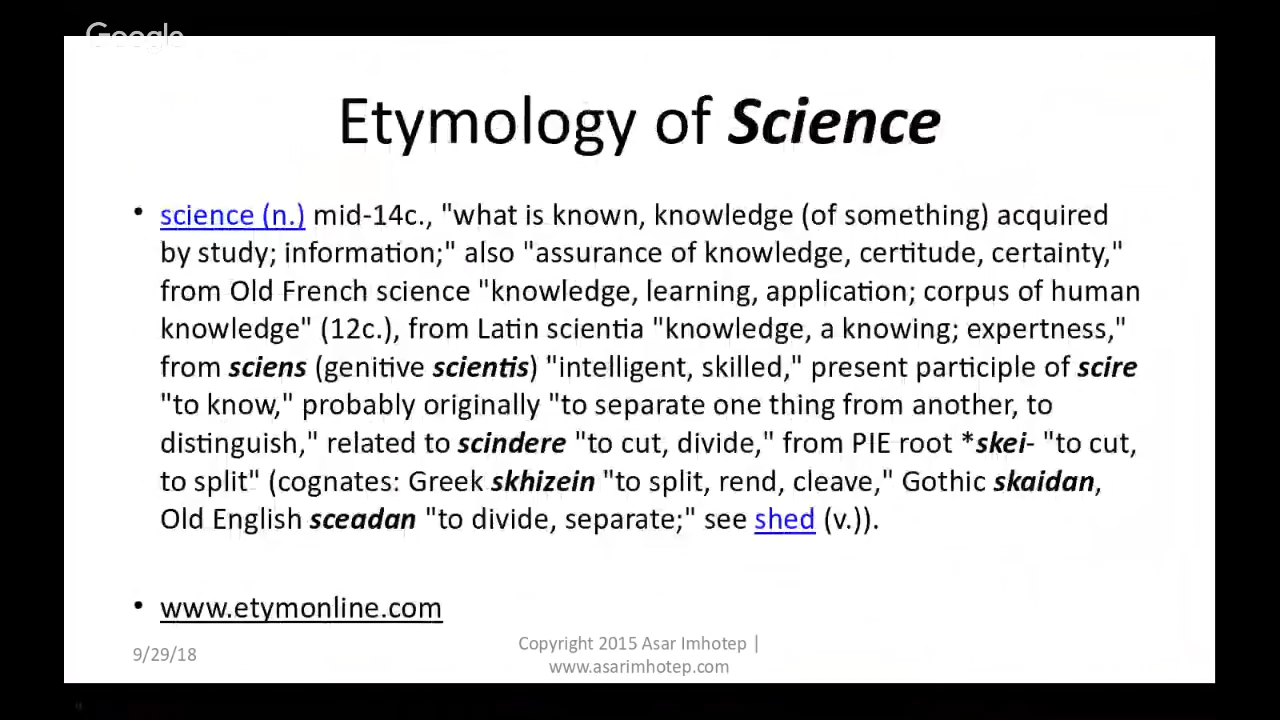 Google
Etymology of Science
• science (n.) mid-14c., "what is known, knowledge (of something) acquired
by study; information;" also "assurance of knowledge, certitude, certainty,"
from Old French science "knowledge, learning, application; corpus of human
knowledge" (12c.), from Latin scientia "knowledge, a knowing; expertness,"
from sciens (genitive scientis) "intelligent, skilled," present participle of scire
"to know," probably originally "to separate one thing from another, to
distinguish," related to scindere "to cut, divide," from PIE root *skei- "to cut,
to split" (cognates: Greek skhizein "to split, rend, cleave," Gothic skaidan,
Old English sceadan "to divide, separate;" see shed (v.)).
• www.etymonline.com
9/29/18
Copyright 2015 Asar Imhotep |
www.asarimhotep.com